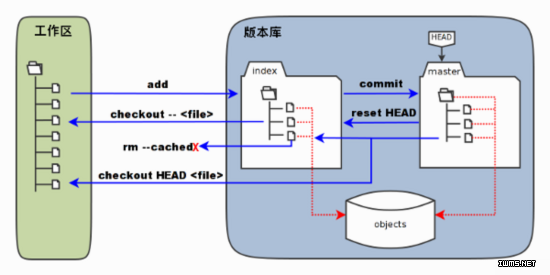 工作区
版本库
HEAD
index
master
add
commit
checkout -- <file>
reset HEAD
rm --cached
X
checkout HEAD <file>
objects
IWMS.NET